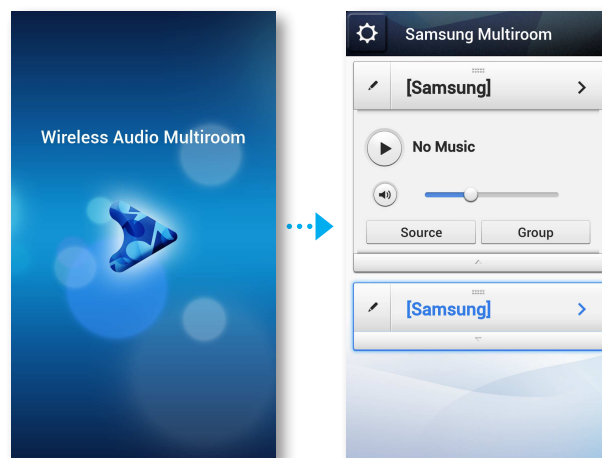 Wireless Audio Multiroom
Samsung Multiroom
[Samsung]
No Music
Source Group
[Samsung]